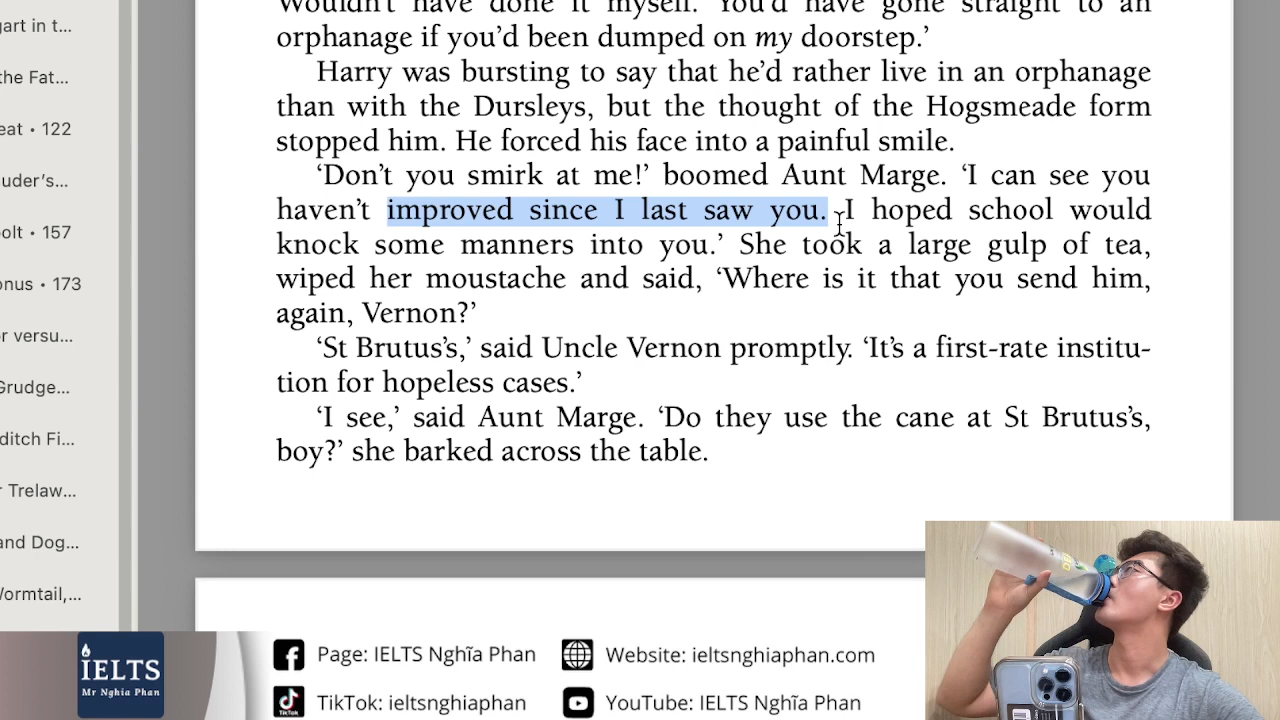 Wouldn't have done it myself. You'd have gone straight to an
orphanage if you'd been dumped on my doorstep.’
Harry was bursting to say that he’d rather live in an orphanage
than with the Dursleys, but the thought of the Hogsmeade form
stopped him. He forced his face into a painful smile.
‘Don’t you smirk at me!’ boomed Aunt Marge. ‘I can see you
haven’t improved since I last saw you. I hoped school would
knock some manners into you.’ She took a large gulp of tea,
wiped her moustache and said, ‘Where is it that you send him,
again, Vernon?’
‘St Brutus’s,’ said Uncle Vernon promptly. ‘It’s a first-rate institu-
tion for hopeless cases.’
‘I see,’ said Aunt Marge. ‘Do they use the cane at St Brutus’s,
boy?’ she barked across the table.
gart in t...
the Fat...
eat • 122
uder’s...
olt • 157
onus • 173
r versu...
Grudge...
ditch Fi...
r Trelaw...
and Dog...
Wormtail,...
IELTS
Mr Nghia Phan
Page: IELTS Nghĩa Phan
TikTok: ieltsnghiaphan
Website: ieltsnghiaphan.com
YouTube: IELTS Nghĩa Phan
TikTok